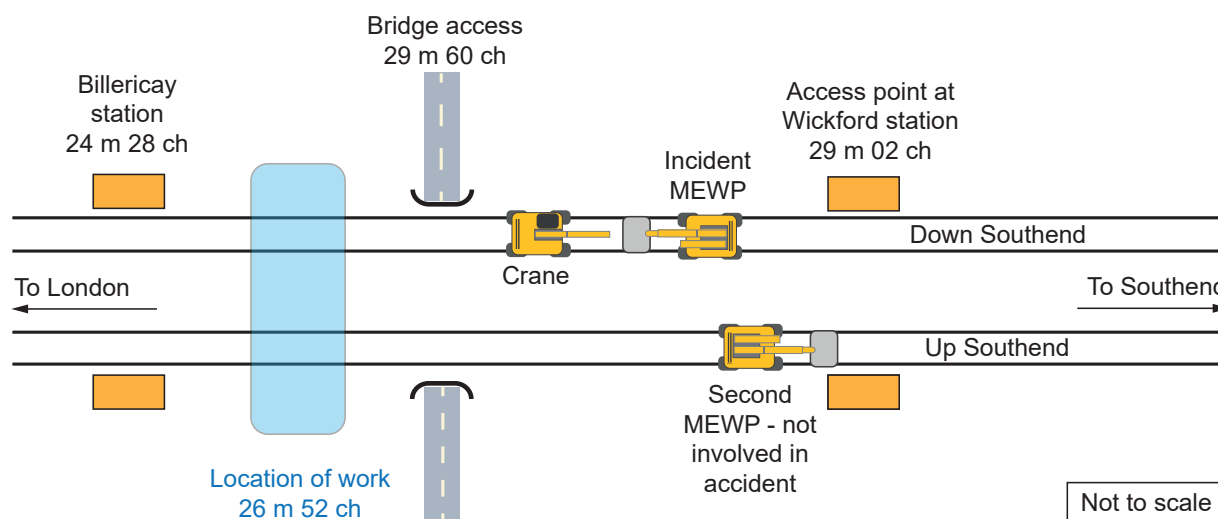 Bridge access
29 m 60 ch
Billericay
station
24 m 28 ch
Access point at
Wickford station
29 m 02 ch
Incident
MEWP
Down Southend
Crane
To London
To Southend
Up Southend
Second
MEWP - not
involved in
accident
Location of work
26 m 52 ch
Not to scale